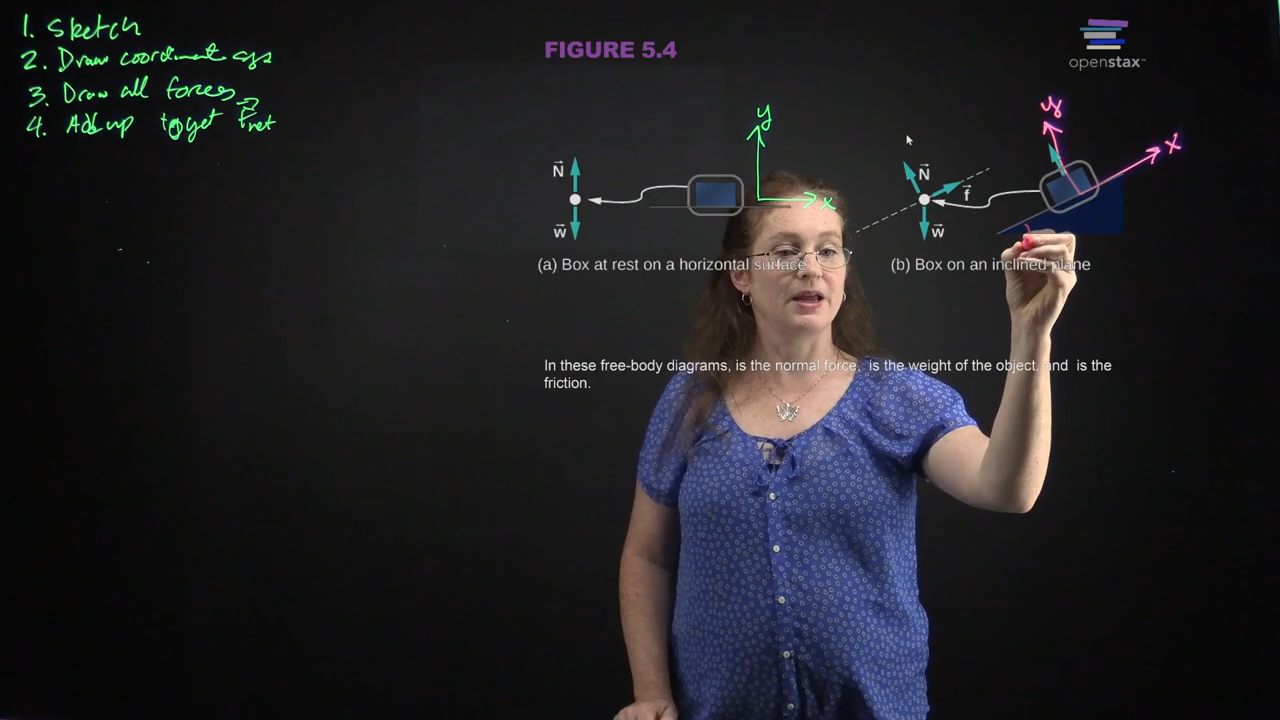 1. Sketch
2. Draw coordinate sys
3. Draw all forces
4. Add up to get F⃗net
FIGURE 5.4
openstax™
y
x
N⃗
w⃗
y
x
N⃗
f⃗
w⃗
(a) Box at rest on a horizontal surface
(b) Box on an inclined plane
In these free-body diagrams, is the normal force, is the weight of the object, and is the
friction.